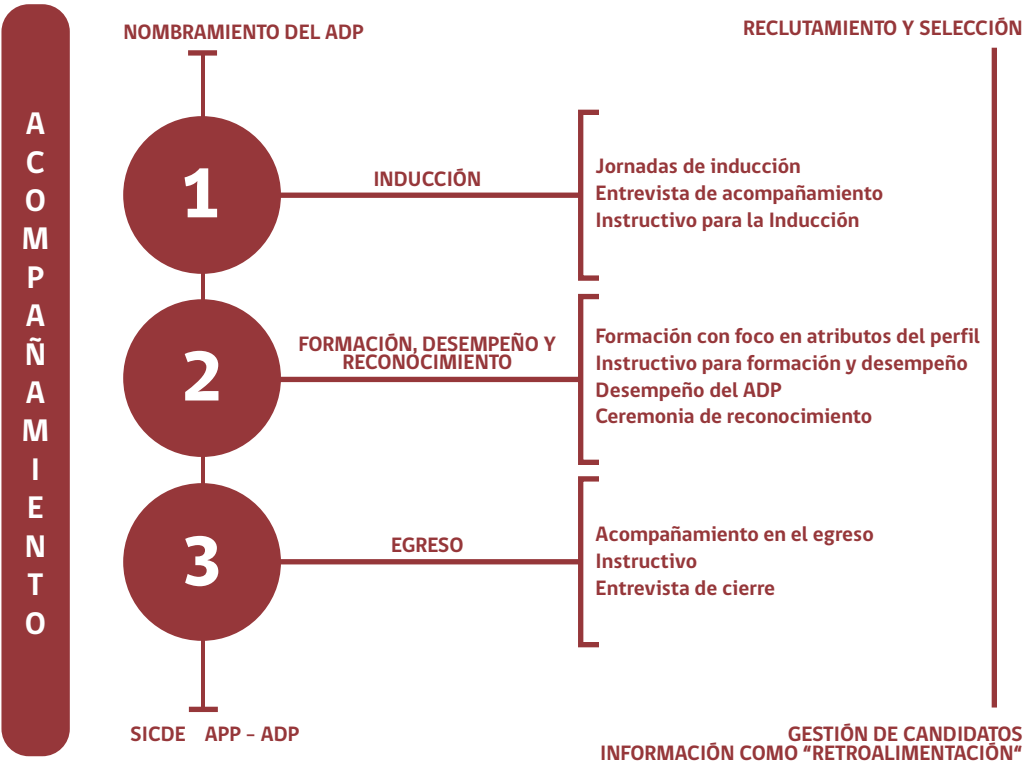 ACOMPAÑAMIENTO
NOMBRAMIENTO DEL ADP
RECLUTAMIENTO Y SELECCIÓN
1
INDUCCIÓN
Jornadas de inducción
Entrevista de acompañamiento
Instructivo para la Inducción
2
FORMACIÓN, DESEMPEÑO Y
RECONOCIMIENTO
Formación con foco en atributos del perfil
Instructivo para formación y desempeño
Desempeño del ADP
Ceremonia de reconocimiento
3
EGRESO
Acompañamiento en el egreso
Instructivo
Entrevista de cierre
SICDE APP – ADP
GESTIÓN DE CANDIDATOS
INFORMACIÓN COMO “RETROALIMENTACIÓN“